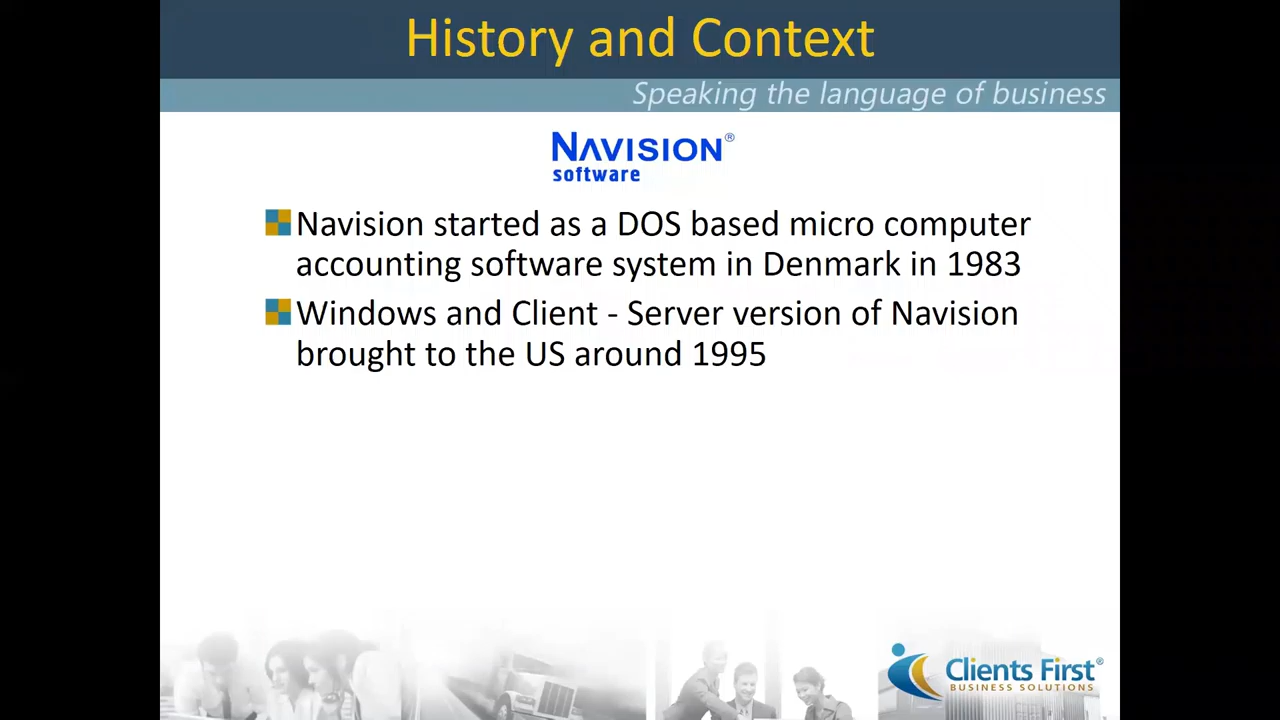 History and Context
Speaking the language of business
NAVISION®
software
Navision started as a DOS based micro computer
accounting software system in Denmark in 1983
Windows and Client - Server version of Navision
brought to the US around 1995
Clients First®
BUSINESS SOLUTIONS